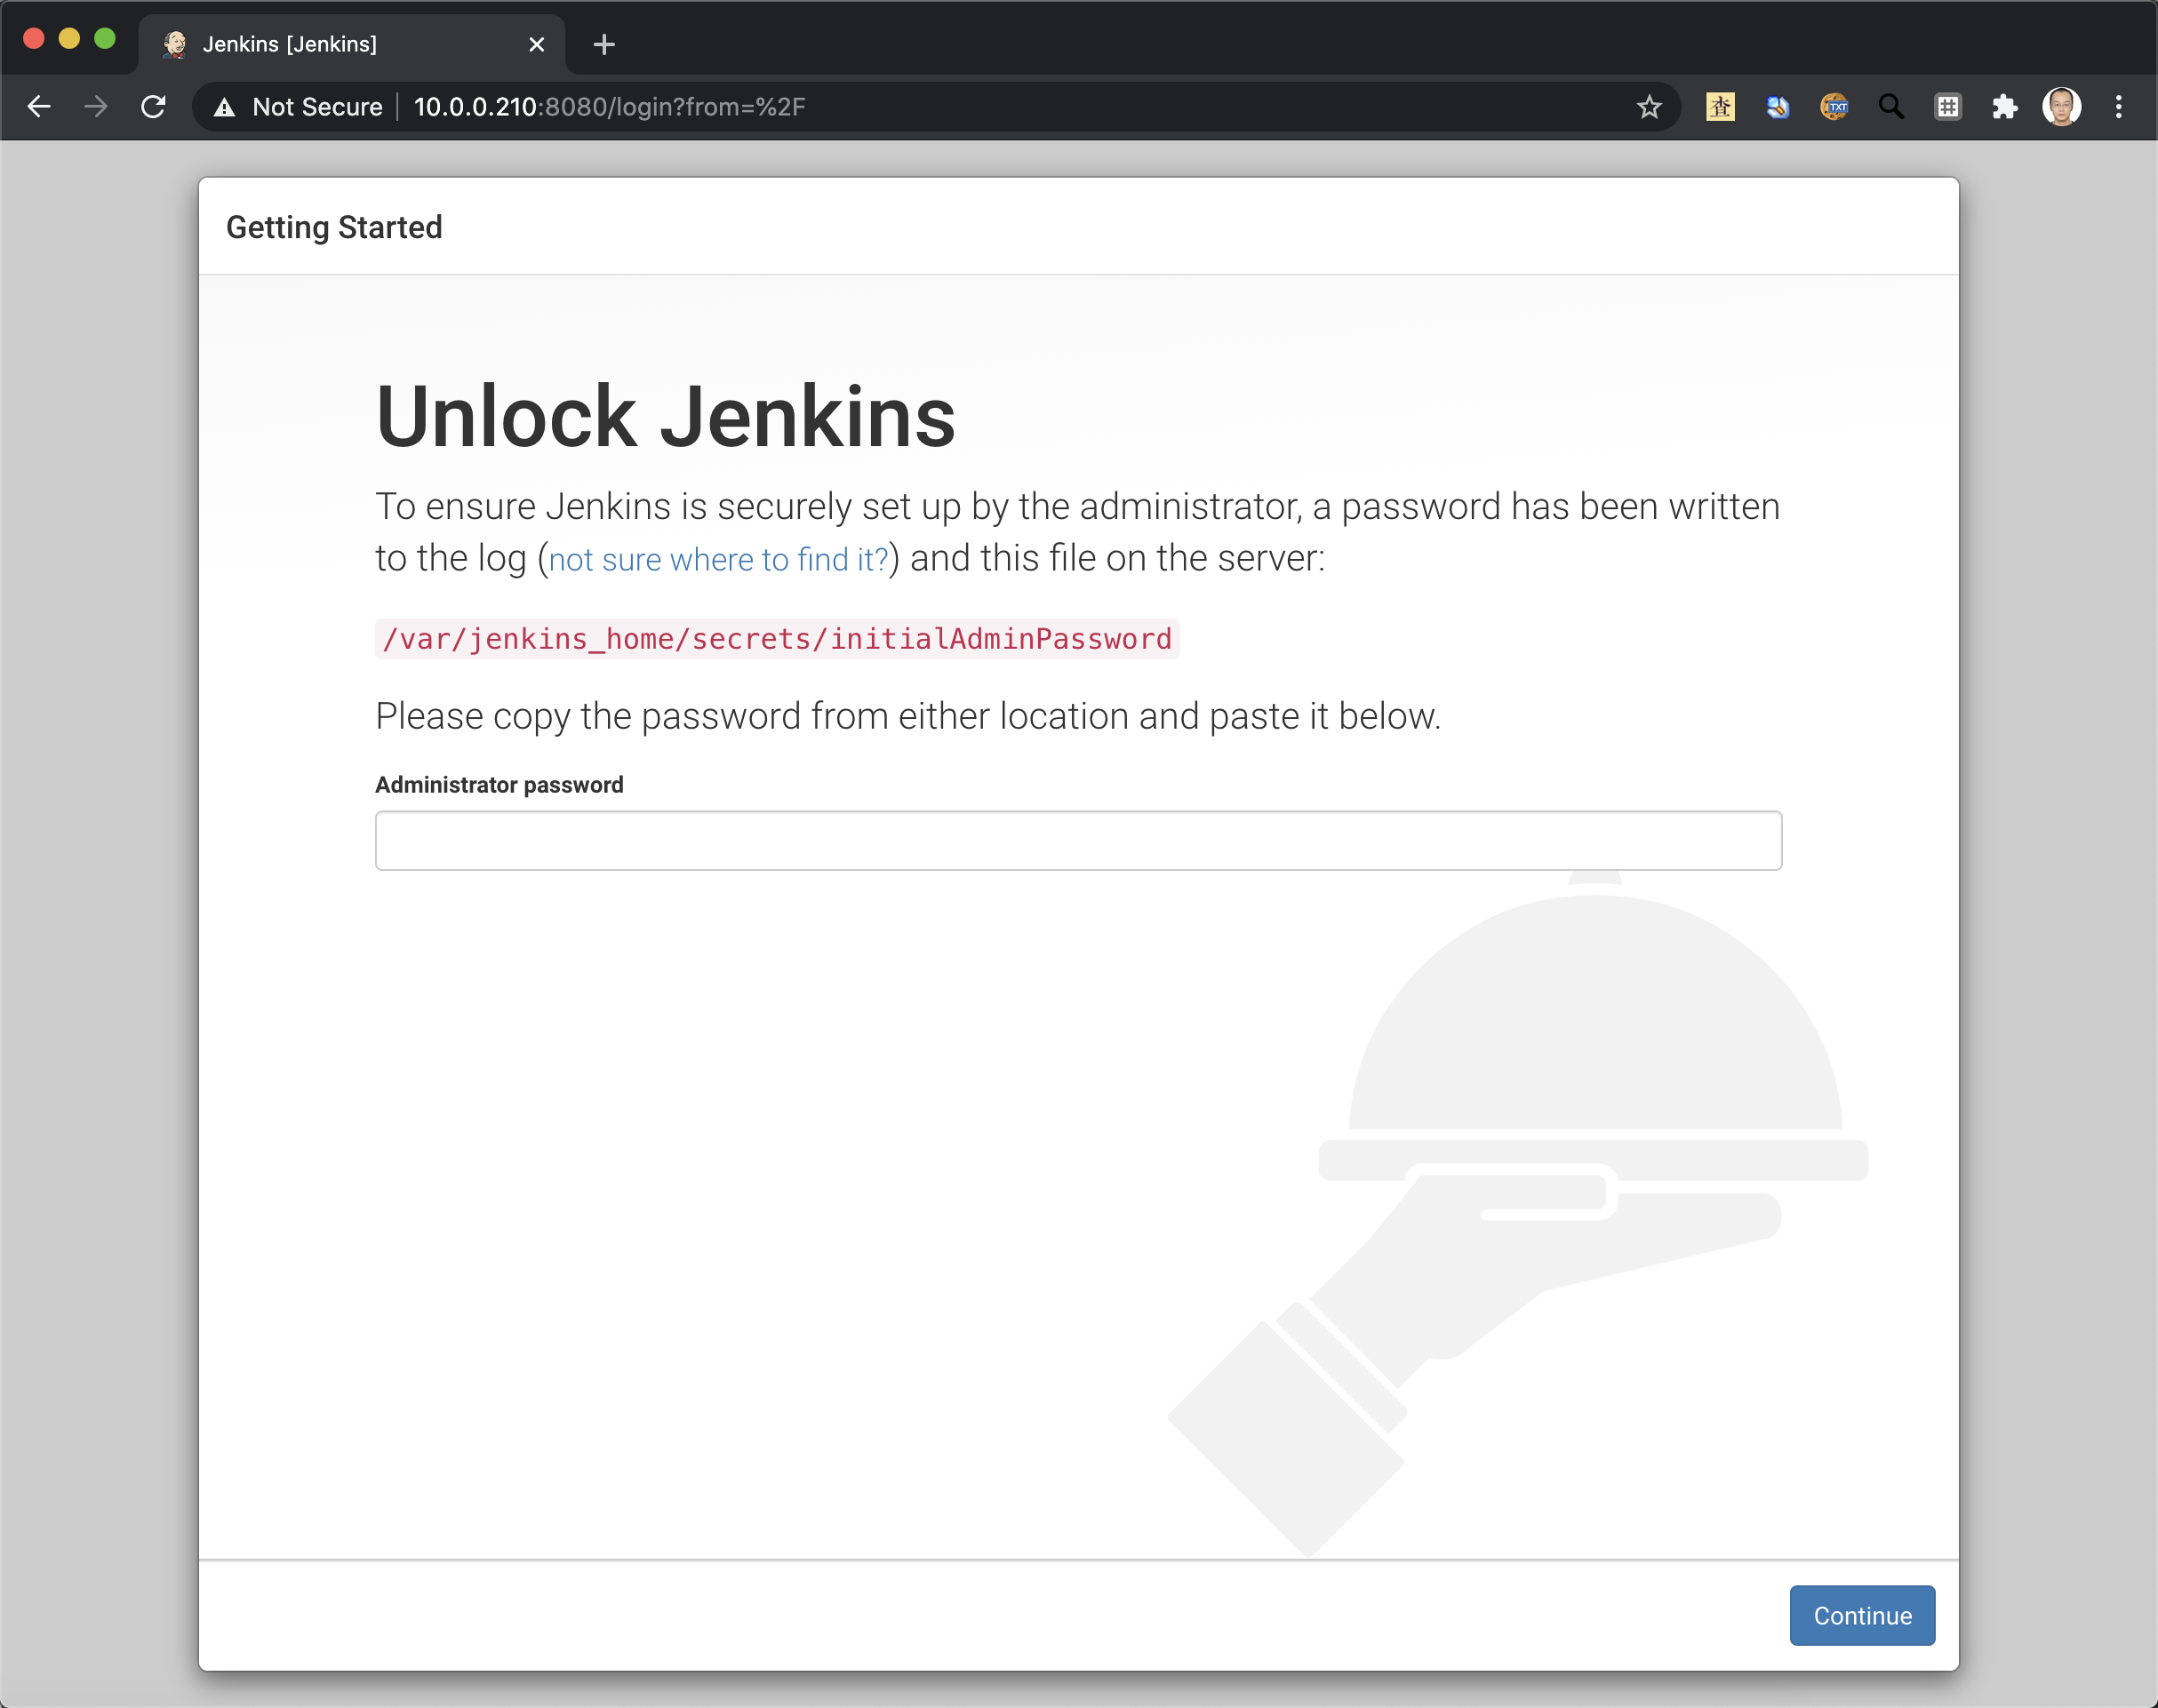 Jenkins [Jenkins]
Not Secure 10.0.0.210:8080/login?from=%2F
查 TXT
Getting Started
Unlock Jenkins
To ensure Jenkins is securely set up by the administrator, a password has been written
to the log (not sure where to find it?) and this file on the server:
/var/jenkins_home/secrets/initialAdminPassword
Please copy the password from either location and paste it below.
Administrator password
Continue